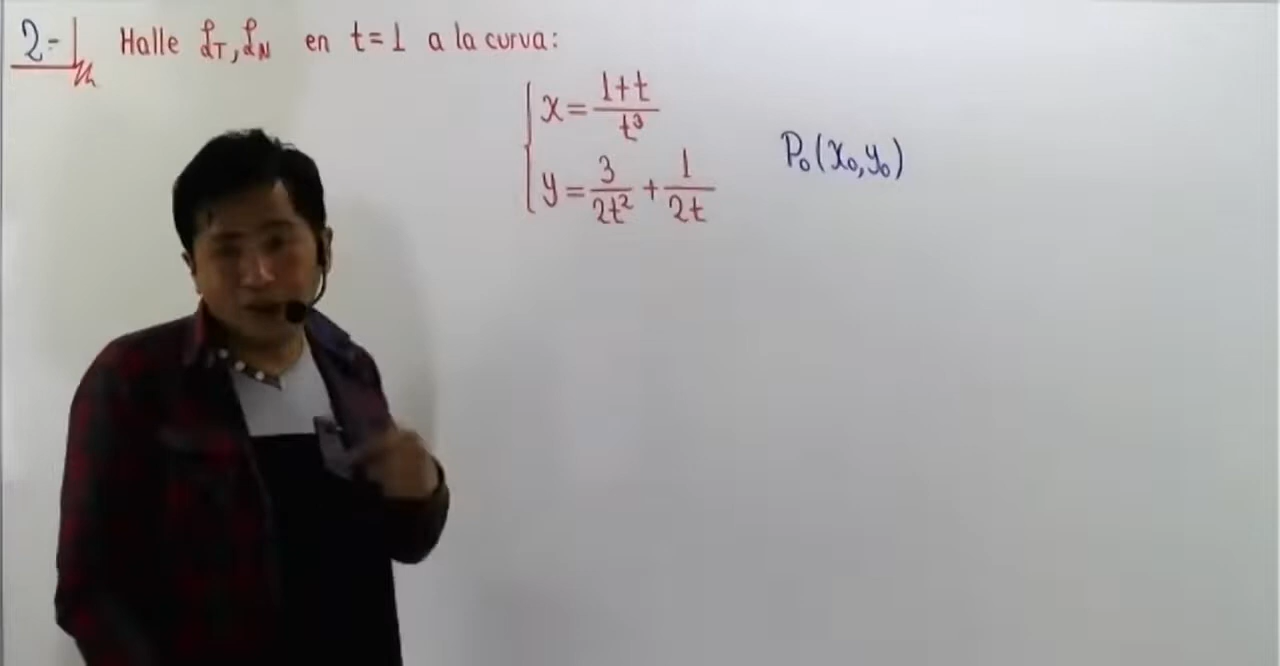 2- Halle ℒ_T, ℒ_N en t=1 a la curva:
x = (1+t)/t³
y = 3/(2t²) + 1/(2t)
P₀(x₀,y₀)